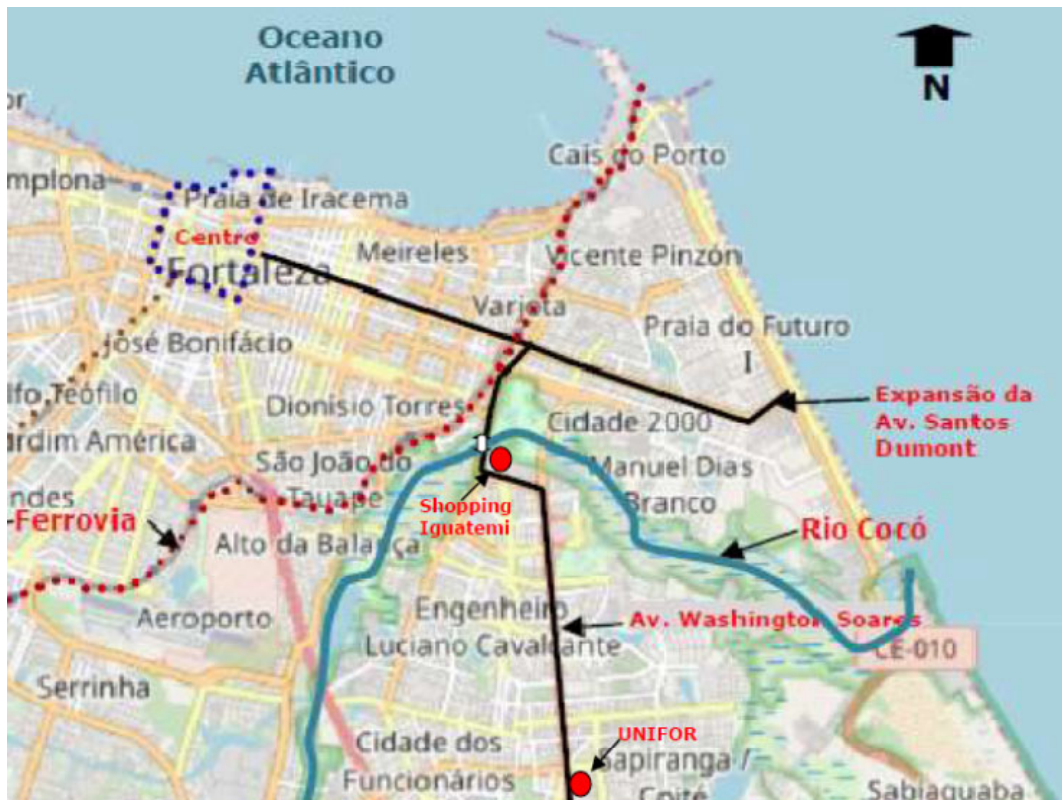 Oceano
Atlântico
N
or
Cais do Porto
mplona
Praia de Iracema
Centro
Meireles
Vicente Pinzón
Fortaleza
Varjota
Praia do Futuro
I
José Bonifácio
lfo Teófilo
Dionísio Torres
Cidade 2000
Expansão da
Av. Santos
Dumont
ardim América
São João do
Tauape
Manuel Dias
Branco
ndes
Shopping
Iguatemi
Ferrovia
Alto da Balança
Rio Cocó
Aeroporto
Engenheiro
Luciano Cavalcante
Av. Washington Soares
CE-010
Serrinha
UNIFOR
Cidade dos
Funcionários
Sapiranga /
Coité
Sabiaguaba